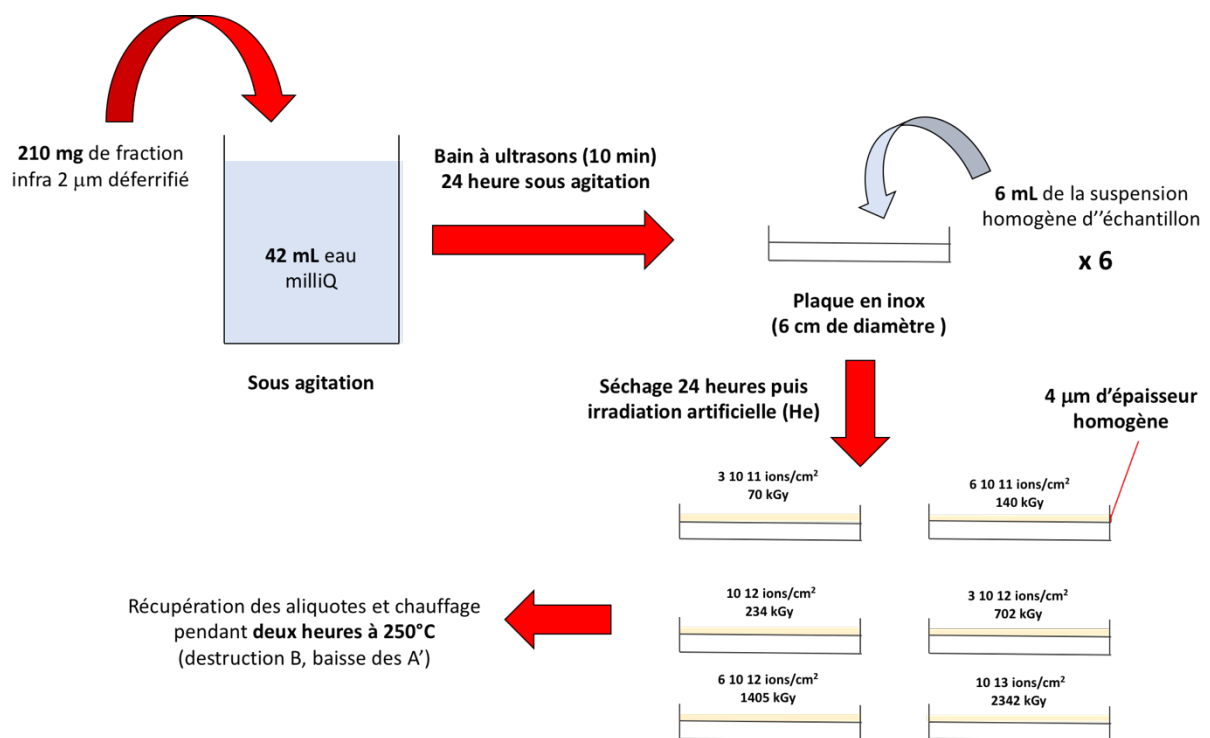 210 mg de fraction
infra 2 μm déferrifié
42 mL eau
milliQ
Sous agitation
Bain à ultrasons (10 min)
24 heure sous agitation
6 mL de la suspension
homogène d’’échantillon
x 6
Plaque en inox
(6 cm de diamètre )
Séchage 24 heures puis
irradiation artificielle (He)
4 μm d’épaisseur
homogène
3 10 11 ions/cm²
70 kGy
6 10 11 ions/cm²
140 kGy
10 12 ions/cm²
234 kGy
3 10 12 ions/cm²
702 kGy
6 10 12 ions/cm²
1405 kGy
10 13 ions/cm²
2342 kGy
Récupération des aliquotes et chauffage
pendant deux heures à 250°C
(destruction B, baisse des A’)